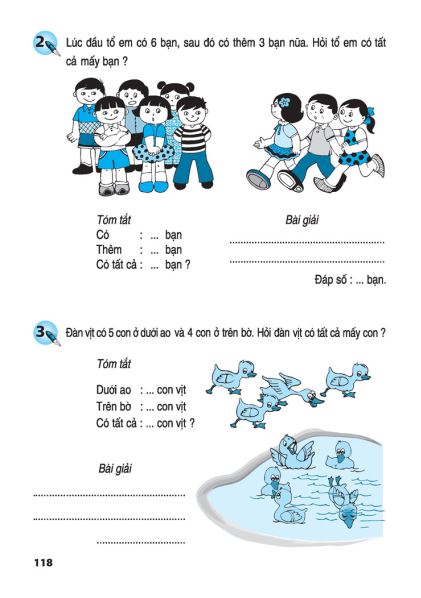 2 Lúc đầu tổ em có 6 bạn, sau đó có thêm 3 bạn nữa. Hỏi tổ em có tất
cả mấy bạn ?
Tóm tắt
Có : ... bạn
Thêm : ... bạn
Có tất cả : ... bạn ?
Bài giải
................................................
................................................
Đáp số : ... bạn.
3 Đàn vịt có 5 con ở dưới ao và 4 con ở trên bờ. Hỏi đàn vịt có tất cả mấy con ?
Tóm tắt
Dưới ao : ... con vịt
Trên bờ : ... con vịt
Có tất cả : ... con vịt ?
Bài giải
................................................
................................................
............................
118